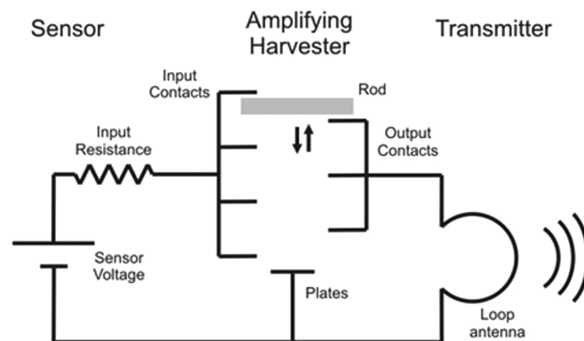 Sensor
Amplifying
Harvester
Transmitter
Input
Contacts
Rod
Input
Resistance
Output
Contacts
Sensor
Voltage
Plates
Loop
antenna